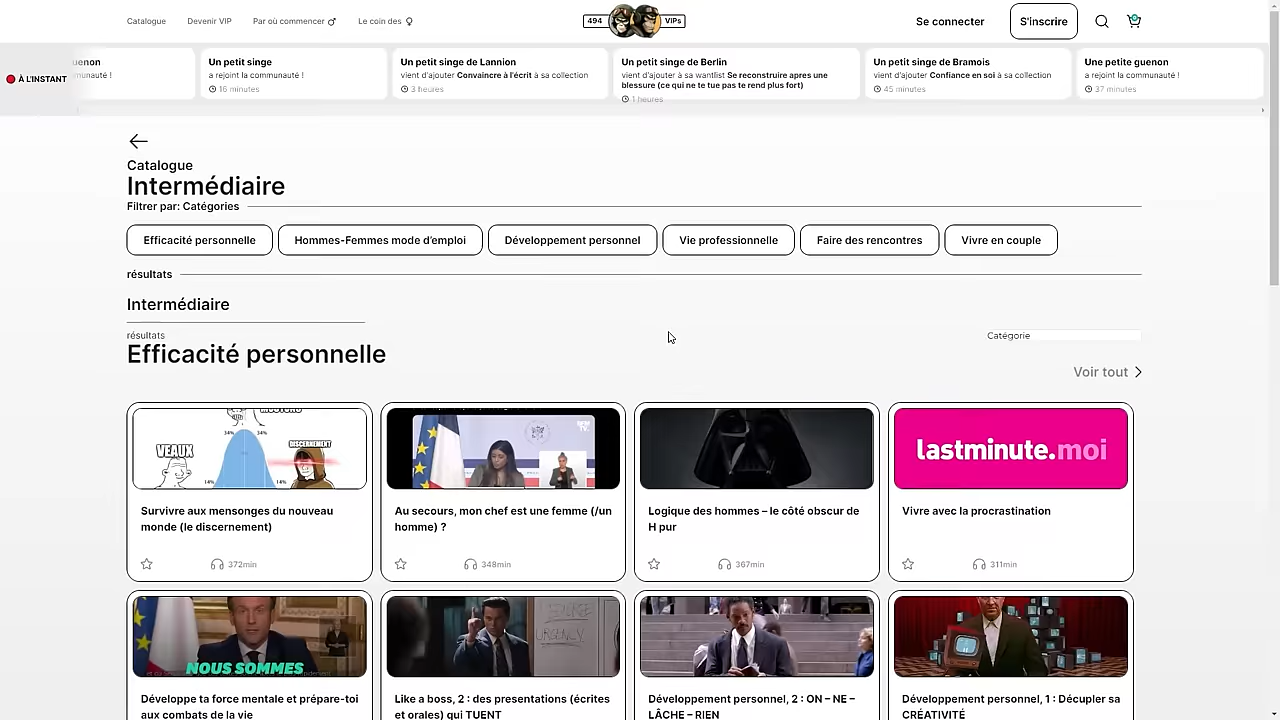 Catalogue
Devenir VIP
Par où commencer
Le coin des
494
VIPs
Se connecter
S'inscrire
À L'INSTANT
uenon
munauté !
Un petit singe
a rejoint la communauté !
16 minutes
Un petit singe de Lannion
vient d'ajouter Convaincre à l'écrit à sa collection
3 heures
Un petit singe de Berlin
vient d'ajouter à sa wantlist Se reconstruire apres une
blessure (ce qui ne te tue pas te rend plus fort)
1 heures
Un petit singe de Bramois
vient d'ajouter Confiance en soi à sa collection
45 minutes
Une petite guenon
a rejoint la communauté !
37 minutes
Catalogue
Intermédiaire
Filtrer par: Catégories
Efficacité personnelle
Hommes-Femmes mode d'emploi
Développement personnel
Vie professionnelle
Faire des rencontres
Vivre en couple
résultats
Intermédiaire
résultats
Catégorie
Efficacité personnelle
Voir tout
34%
34%
VEAUX
DISCERNEMENT
14%
14%
Survivre aux mensonges du nouveau
monde (le discernement)
372min
BFM
TV.
Au secours, mon chef est une femme (/un
homme) ?
348min
Logique des hommes – le côté obscur de
H pur
367min
lastminute.moi
Vivre avec la procrastination
311min
NOUS SOMMES
Développe ta force mentale et prépare-toi
aux combats de la vie
URGENCY
Like a boss, 2 : des presentations (écrites
et orales) qui TUENT
Développement personnel, 2 : ON – NE –
LÂCHE – RIEN
Développement personnel, 1 : Décupler sa
CRÉATIVITÉ